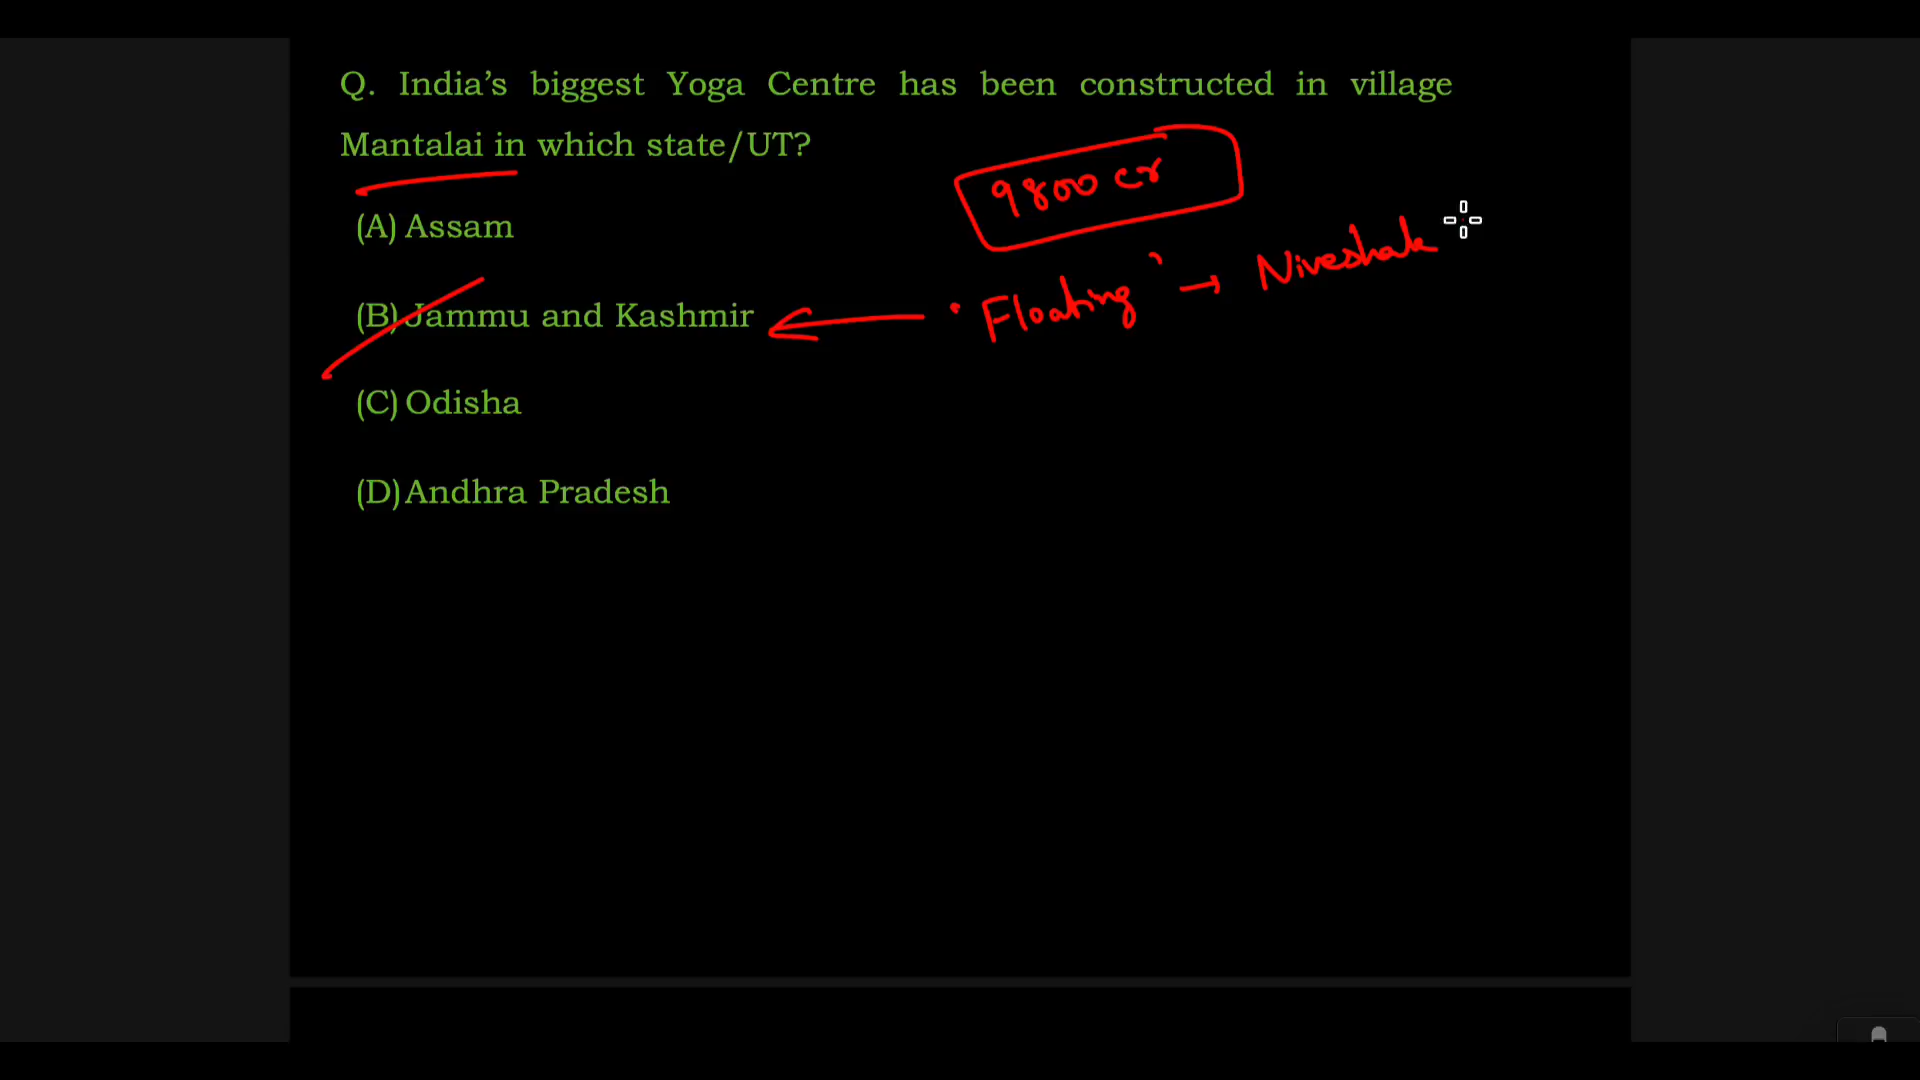 Q. India’s biggest Yoga Centre has been constructed in village
Mantalai in which state/UT?
9800 cr
(A) Assam
(B) Jammu and Kashmir
'Floating' → Niveshak
(C) Odisha
(D) Andhra Pradesh